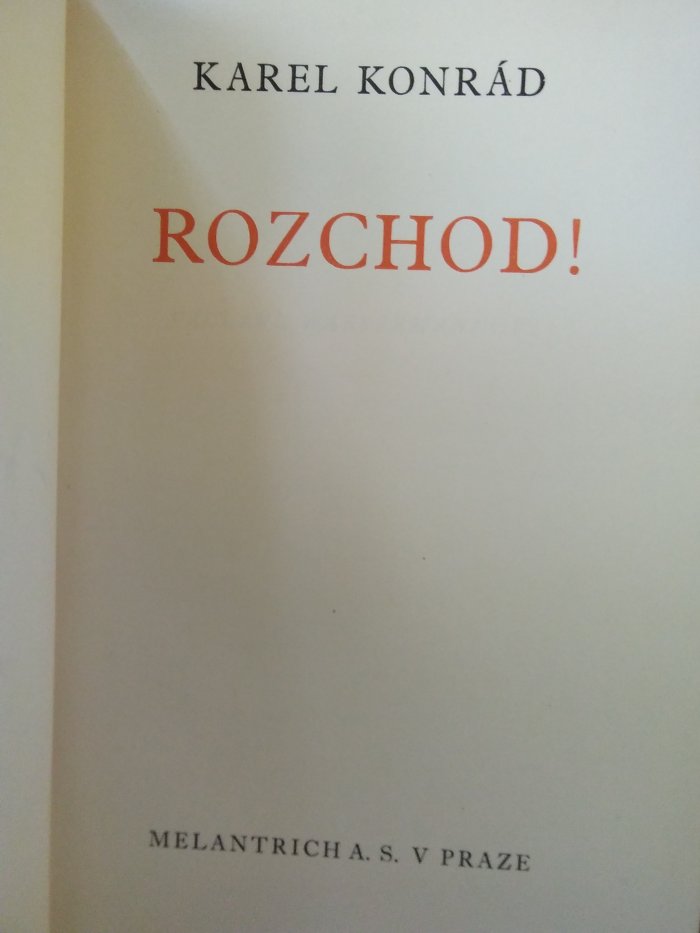 KAREL KONRÁD
ROZCHOD!
MELANTRICH A. S. V PRAZE